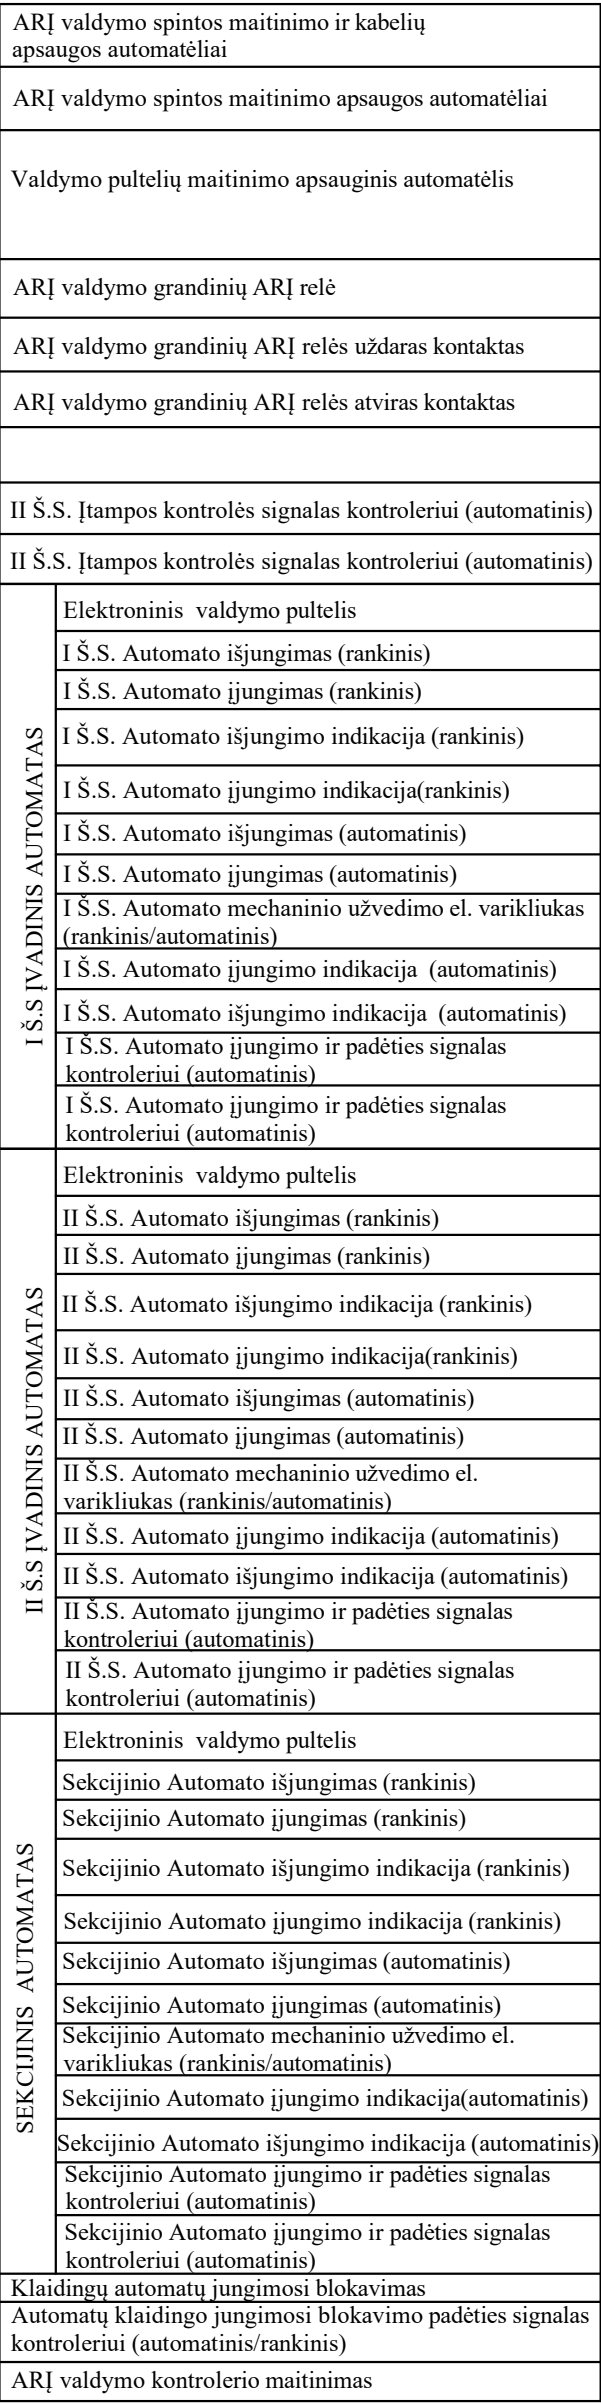 ARĮ valdymo spintos maitinimo ir kabelių
apsaugos automatėliai
ARĮ valdymo spintos maitinimo apsaugos automatėliai
Valdymo pultelių maitinimo apsauginis automatėlis
ARĮ valdymo grandinių ARĮ relė
ARĮ valdymo grandinių ARĮ relės uždaras kontaktas
ARĮ valdymo grandinių ARĮ relės atviras kontaktas
II Š.S. Įtampos kontrolės signalas kontroleriui (automatinis)
II Š.S. Įtampos kontrolės signalas kontroleriui (automatinis)
I Š.S ĮVADINIS AUTOMATAS
Elektroninis valdymo pultelis
I Š.S. Automato išjungimas (rankinis)
I Š.S. Automato įjungimas (rankinis)
I Š.S. Automato išjungimo indikacija (rankinis)
I Š.S. Automato įjungimo indikacija(rankinis)
I Š.S. Automato išjungimas (automatinis)
I Š.S. Automato įjungimas (automatinis)
I Š.S. Automato mechaninio užvedimo el. varikliukas
(rankinis/automatinis)
I Š.S. Automato įjungimo indikacija (automatinis)
I Š.S. Automato išjungimo indikacija (automatinis)
I Š.S. Automato įjungimo ir padėties signalas
kontroleriui (automatinis)
I Š.S. Automato įjungimo ir padėties signalas
kontroleriui (automatinis)
II Š.S ĮVADINIS AUTOMATAS
Elektroninis valdymo pultelis
II Š.S. Automato išjungimas (rankinis)
II Š.S. Automato įjungimas (rankinis)
II Š.S. Automato išjungimo indikacija (rankinis)
II Š.S. Automato įjungimo indikacija(rankinis)
II Š.S. Automato išjungimas (automatinis)
II Š.S. Automato įjungimas (automatinis)
II Š.S. Automato mechaninio užvedimo el.
varikliukas (rankinis/automatinis)
II Š.S. Automato įjungimo indikacija (automatinis)
II Š.S. Automato išjungimo indikacija (automatinis)
II Š.S. Automato įjungimo ir padėties signalas
kontroleriui (automatinis)
II Š.S. Automato įjungimo ir padėties signalas
kontroleriui (automatinis)
SEKCIJINIS AUTOMATAS
Elektroninis valdymo pultelis
Sekcijinio Automato išjungimas (rankinis)
Sekcijinio Automato įjungimas (rankinis)
Sekcijinio Automato išjungimo indikacija (rankinis)
Sekcijinio Automato įjungimo indikacija (rankinis)
Sekcijinio Automato išjungimas (automatinis)
Sekcijinio Automato įjungimas (automatinis)
Sekcijinio Automato mechaninio užvedimo el.
varikliukas (rankinis/automatinis)
Sekcijinio Automato įjungimo indikacija(automatinis)
Sekcijinio Automato išjungimo indikacija (automatinis)
Sekcijinio Automato įjungimo ir padėties signalas
kontroleriui (automatinis)
Sekcijinio Automato įjungimo ir padėties signalas
kontroleriui (automatinis)
Klaidingų automatų jungimosi blokavimas
Automatų klaidingo jungimosi blokavimo padėties signalas
kontroleriui (automatinis/rankinis)
ARĮ valdymo kontrolerio maitinimas